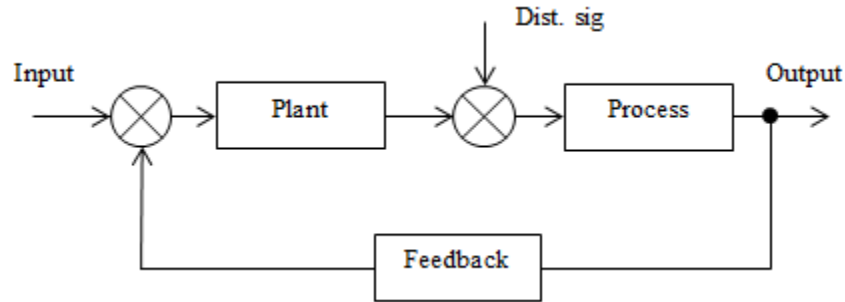 Dist. sig
Input
Plant
Process
Output
Feedback